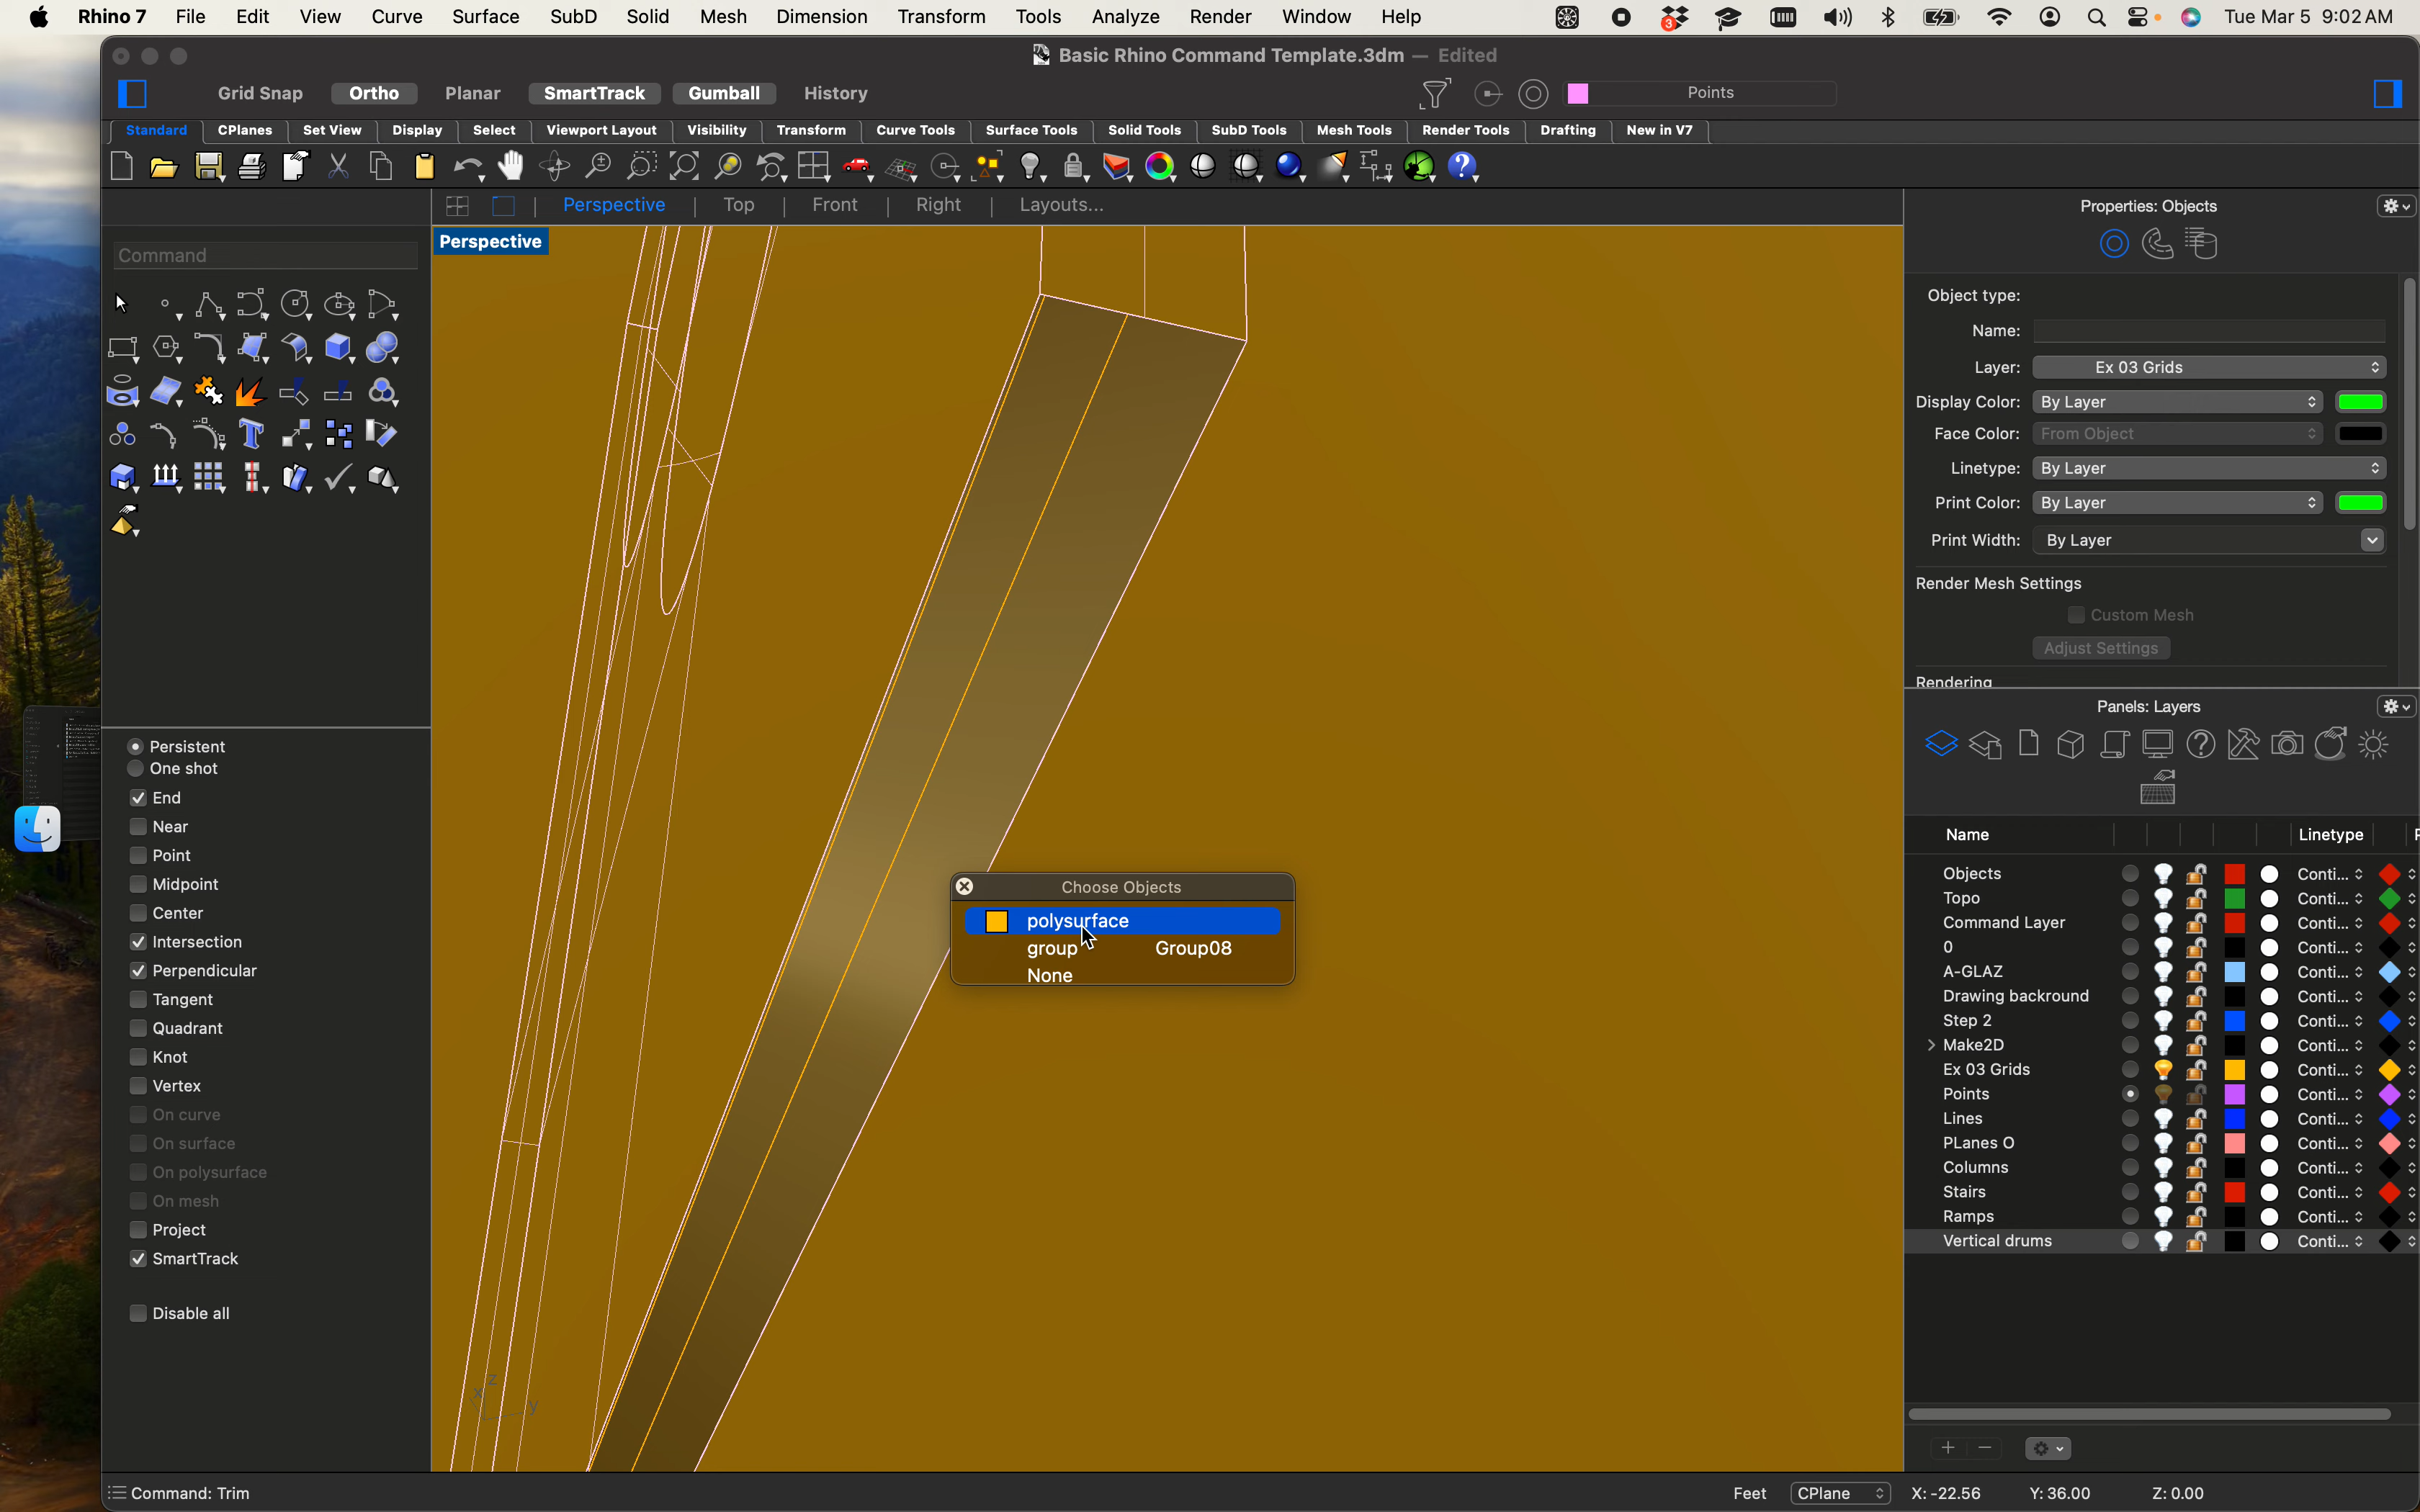 Rhino 7 File Edit View Curve Surface SubD Solid Mesh Dimension Transform Tools Analyze Render Window Help 3 Tue Mar 5 9:02 AM
Basic Rhino Command Template.3dm — Edited
Grid Snap Ortho Planar SmartTrack Gumball History Points
Standard CPlanes Set View Display Select Viewport Layout Visibility Transform Curve Tools Surface Tools Solid Tools SubD Tools Mesh Tools Render Tools Drafting New in V7
Perspective Top Front Right Layouts...
Perspective
Command
Persistent
One shot
End
Near
Point
Midpoint
Center
Intersection
Perpendicular
Tangent
Quadrant
Knot
Vertex
On curve
On surface
On polysurface
On mesh
Project
SmartTrack
Disable all
Choose Objects
polysurface
group Group08
None
z
x
y
Properties: Objects
Object type:
Name:
Layer: Ex 03 Grids
Display Color: By Layer
Face Color: From Object
Linetype: By Layer
Print Color: By Layer
Print Width: By Layer
Render Mesh Settings
Custom Mesh
Adjust Settings
Rendering
Panels: Layers
Name Linetype
Objects Conti...
Topo Conti...
Command Layer Conti...
0 Conti...
A-GLAZ Conti...
Drawing backround Conti...
Step 2 Conti...
Make2D Conti...
Ex 03 Grids Conti...
Points Conti...
Lines Conti...
PLanes O Conti...
Columns Conti...
Stairs Conti...
Ramps Conti...
Vertical drums Conti...
Command: Trim Feet CPlane X: -22.56 Y: 36.00 Z: 0.00